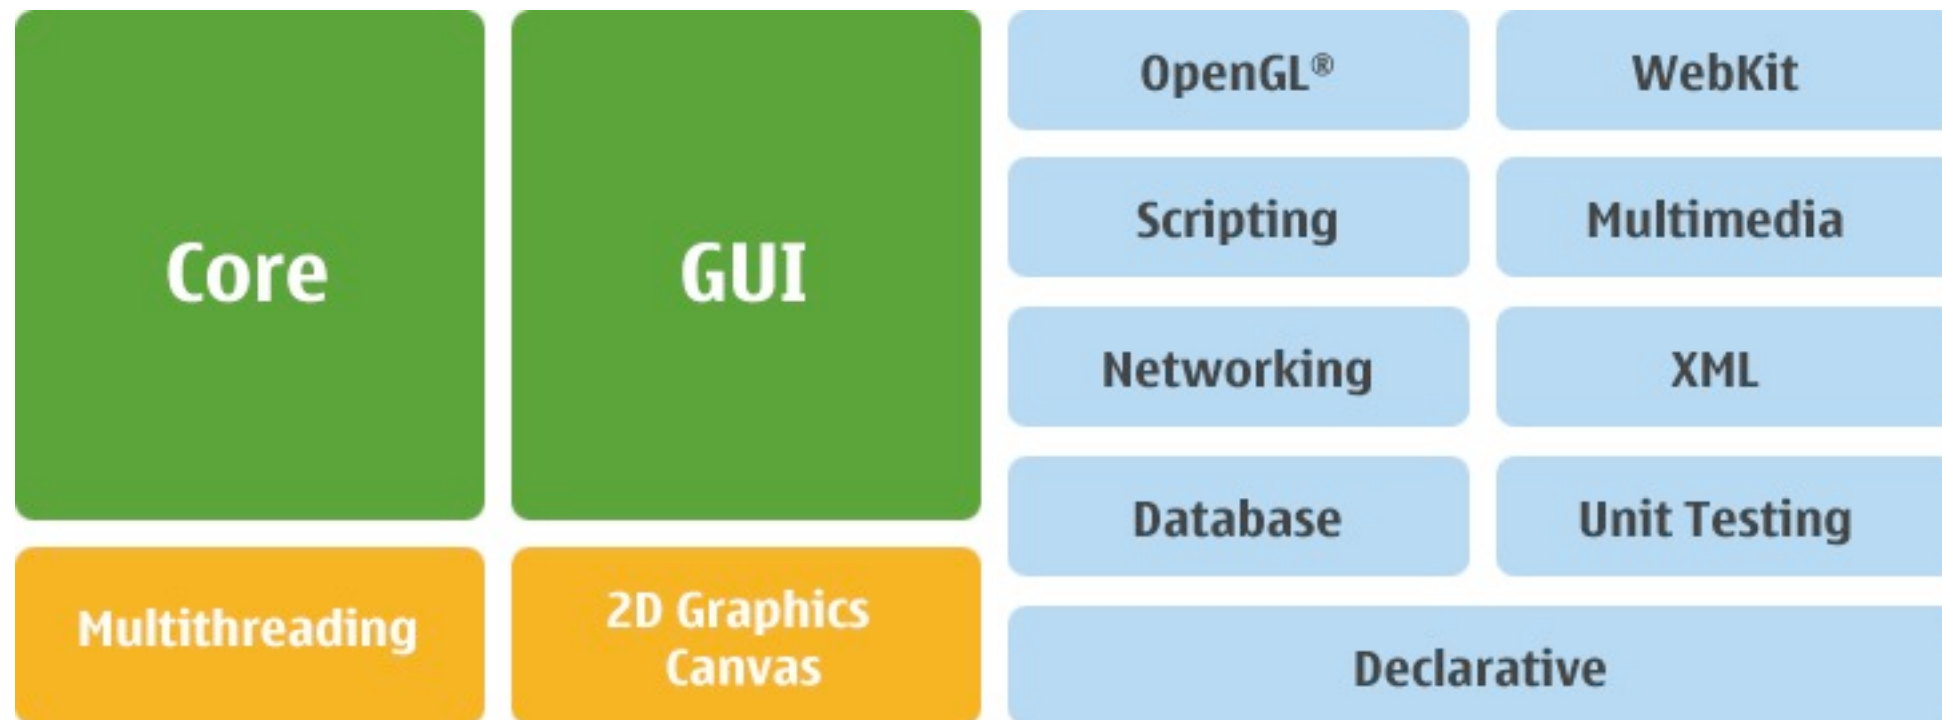 Core
GUI
OpenGL®
WebKit
Scripting
Multimedia
Networking
XML
Database
Unit Testing
Multithreading
2D Graphics
Canvas
Declarative